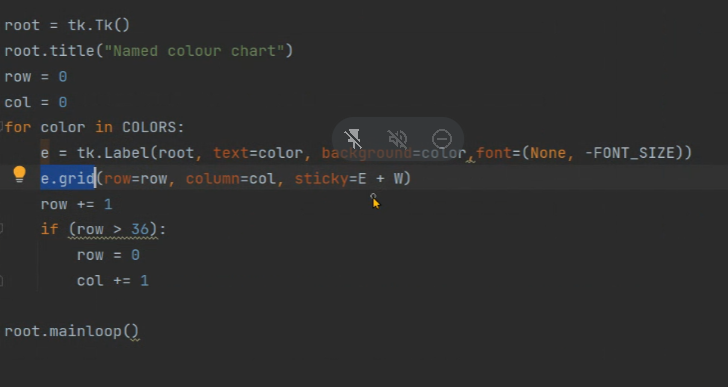 root = tk.Tk()
root.title("Named colour chart")
row = 0
col = 0
for color in COLORS:
    e = tk.Label(root, text=color, background=color,font=(None, -FONT_SIZE))
    e.grid(row=row, column=col, sticky=E + W)
    row += 1
    if (row > 36):
        row = 0
        col += 1
root.mainloop()